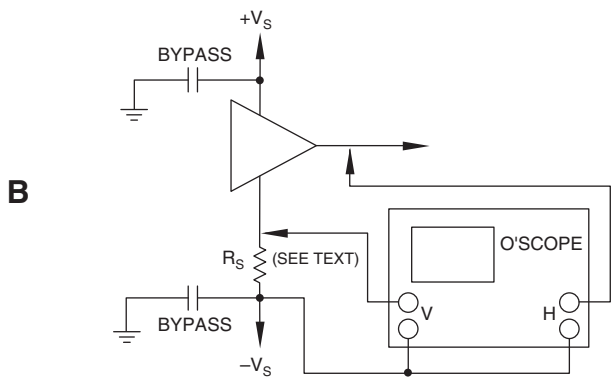 +VS
BYPASS
B
O'SCOPE
RS (SEE TEXT)
V H
BYPASS
–VS